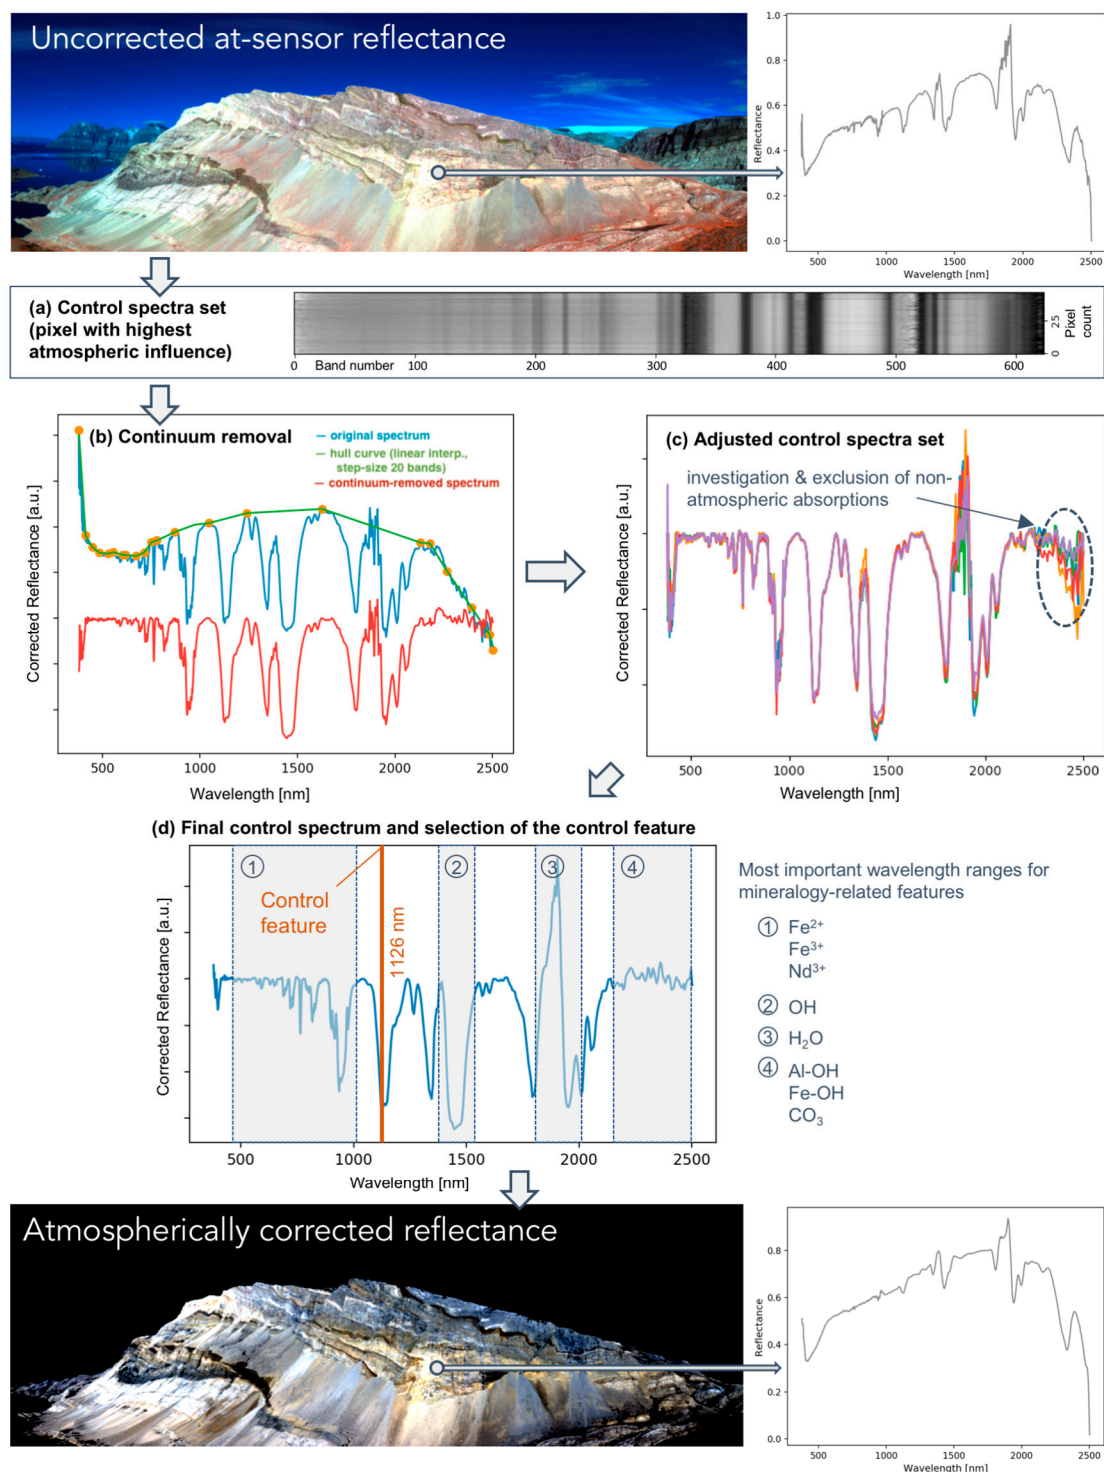 Uncorrected at-sensor reflectance
1.0
0.8
0.6
0.4
0.2
0.0
Reflectance
500 1000 1500 2000 2500
Wavelength [nm]
(a) Control spectra set
(pixel with highest
atmospheric influence)
0 Band number 100 200 300 400 500 600
0 25
Pixel
count
(b) Continuum removal
original spectrum
hull curve (linear interp.,
step-size 20 bands)
continuum-removed spectrum
Corrected Reflectance [a.u.]
500 1000 1500 2000 2500
Wavelength [nm]
(c) Adjusted control spectra set
investigation & exclusion of non-
atmospheric absorptions
Corrected Reflectance [a.u.]
500 1000 1500 2000 2500
Wavelength [nm]
(d) Final control spectrum and selection of the control feature
① ② ③ ④
Control
feature
1126 nm
Corrected Reflectance [a.u.]
500 1000 1500 2000 2500
Wavelength [nm]
Most important wavelength ranges for
mineralogy-related features
① Fe²⁺
Fe³⁺
Nd³⁺
② OH
③ H₂O
④ Al-OH
Fe-OH
CO₃
Atmospherically corrected reflectance
0.8
0.6
0.4
0.2
0.0
Reflectance
500 1000 1500 2000 2500
Wavelength [nm]